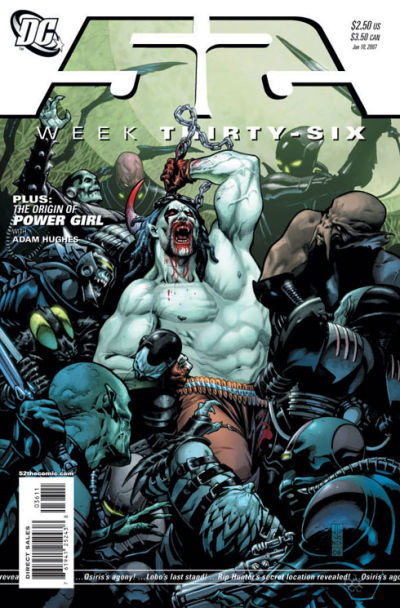 DC
52
$2.50 US
$3.50 CAN
Jan 10, 2007
WEEK THIRTY-SIX
PLUS:
THE ORIGIN OF
POWER GIRL
WITH
ADAM HUGHES
52thecomic.com
03611
DIRECT SALES
revea
...Osiris's agony! ...Lobo's last stand! ...Rip Hunter's secret location revealed! ...Osiris's